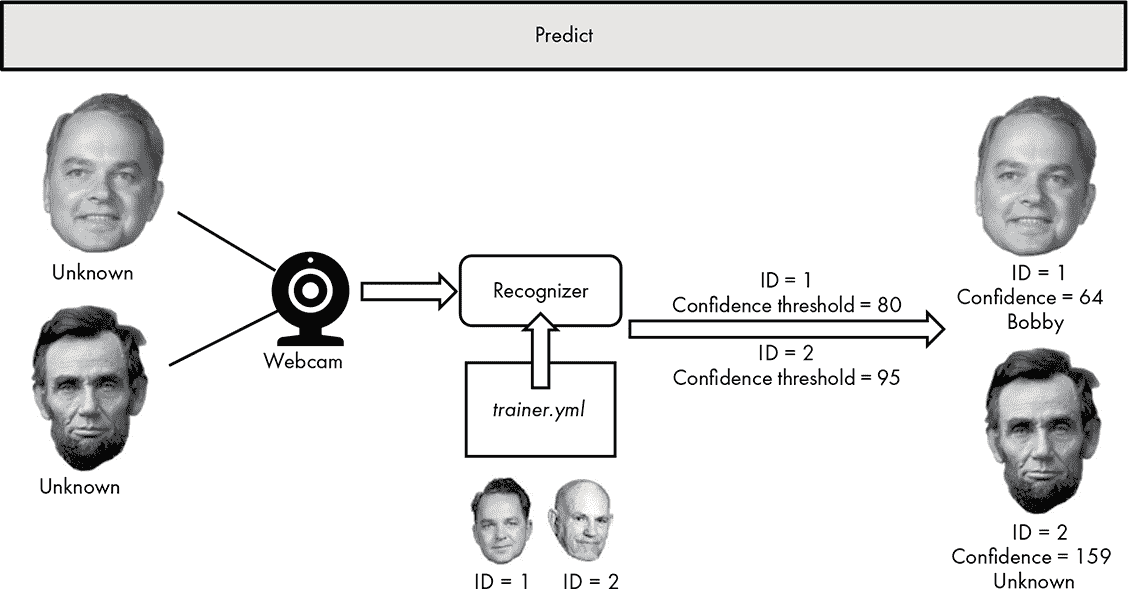 Predict
Unknown
Unknown
Webcam
Recognizer
trainer.yml
ID = 1
ID = 2
ID = 1
Confidence threshold = 80
ID = 2
Confidence threshold = 95
ID = 1
Confidence = 64
Bobby
ID = 2
Confidence = 159
Unknown